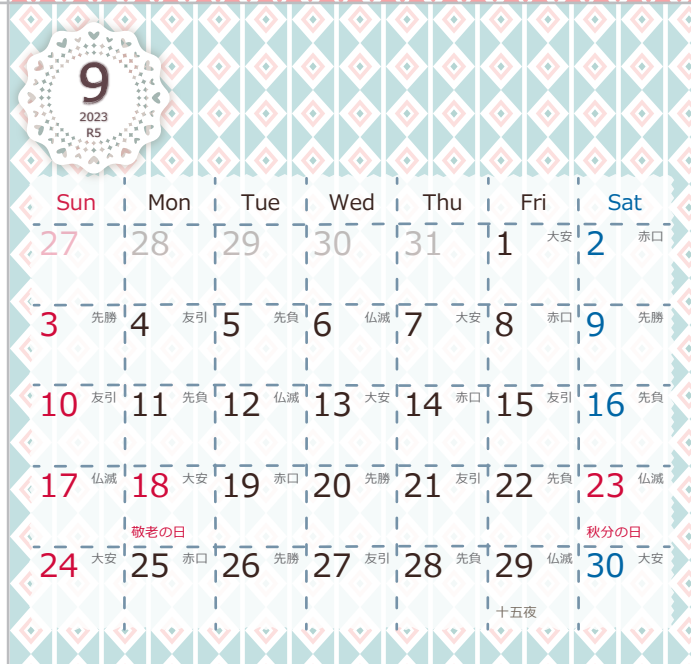 9
2023
R5
Sun Mon Tue Wed Thu Fri Sat
27 28 29 30 31 1 大安 2 赤口
3 先勝 4 友引 5 先負 6 仏滅 7 大安 8 赤口 9 先勝
10 友引 11 先負 12 仏滅 13 大安 14 赤口 15 友引 16 先負
17 仏滅 18 大安 19 赤口 20 先勝 21 友引 22 先負 23 仏滅
敬老の日 秋分の日
24 大安 25 赤口 26 先勝 27 友引 28 先負 29 仏滅 30 大安
十五夜